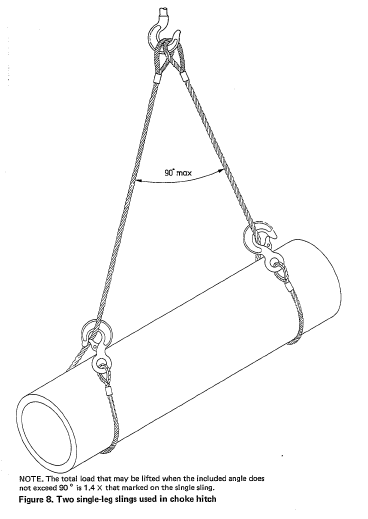 90° max
NOTE. The total load that may be lifted when the included angle does
not exceed 90° is 1.4 X that marked on the single sling.
Figure 8. Two single-leg slings used in choke hitch